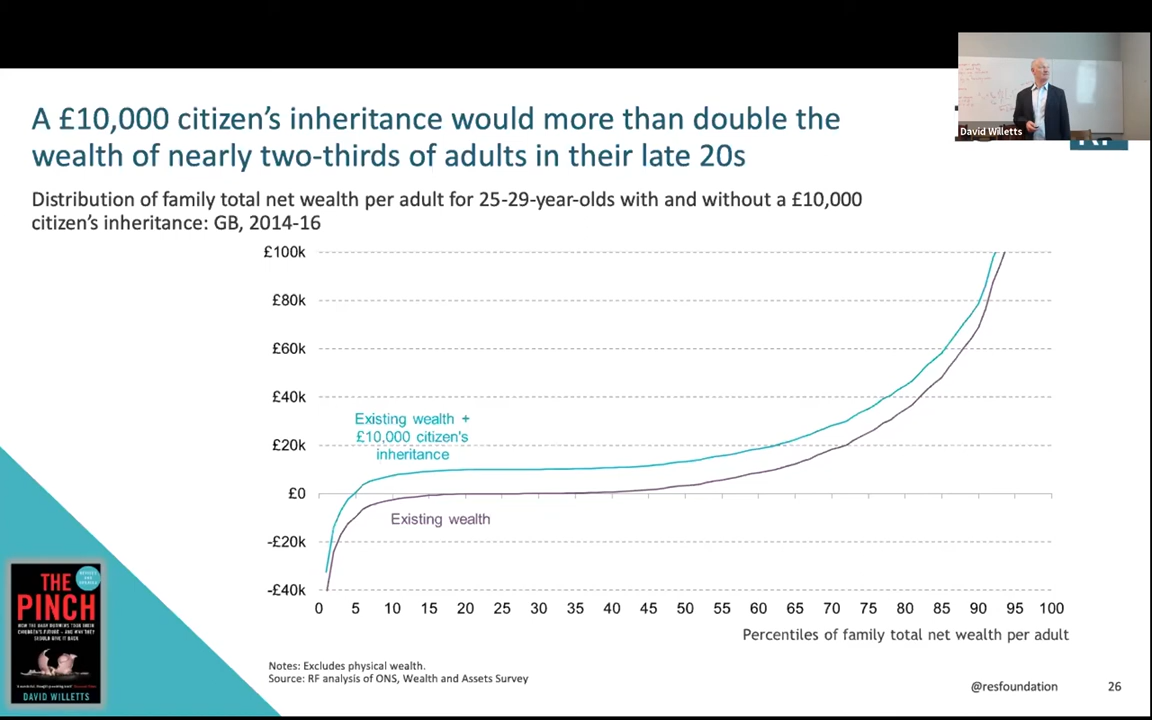 A £10,000 citizen’s inheritance would more than double the
wealth of nearly two-thirds of adults in their late 20s
David Willetts
Distribution of family total net wealth per adult for 25-29-year-olds with and without a £10,000
citizen’s inheritance: GB, 2014-16
£100k
£80k
£60k
£40k
£20k
£0
-£20k
-£40k
Existing wealth +
£10,000 citizen's
inheritance
Existing wealth
0 5 10 15 20 25 30 35 40 45 50 55 60 65 70 75 80 85 90 95 100
Percentiles of family total net wealth per adult
THE
PINCH
HOW THE BABY BOOMERS TOOK THEIR
CHILDREN'S FUTURE – AND WHY THEY
SHOULD GIVE IT BACK
DAVID WILLETTS
Notes: Excludes physical wealth.
Source: RF analysis of ONS, Wealth and Assets Survey
@resfoundation
26